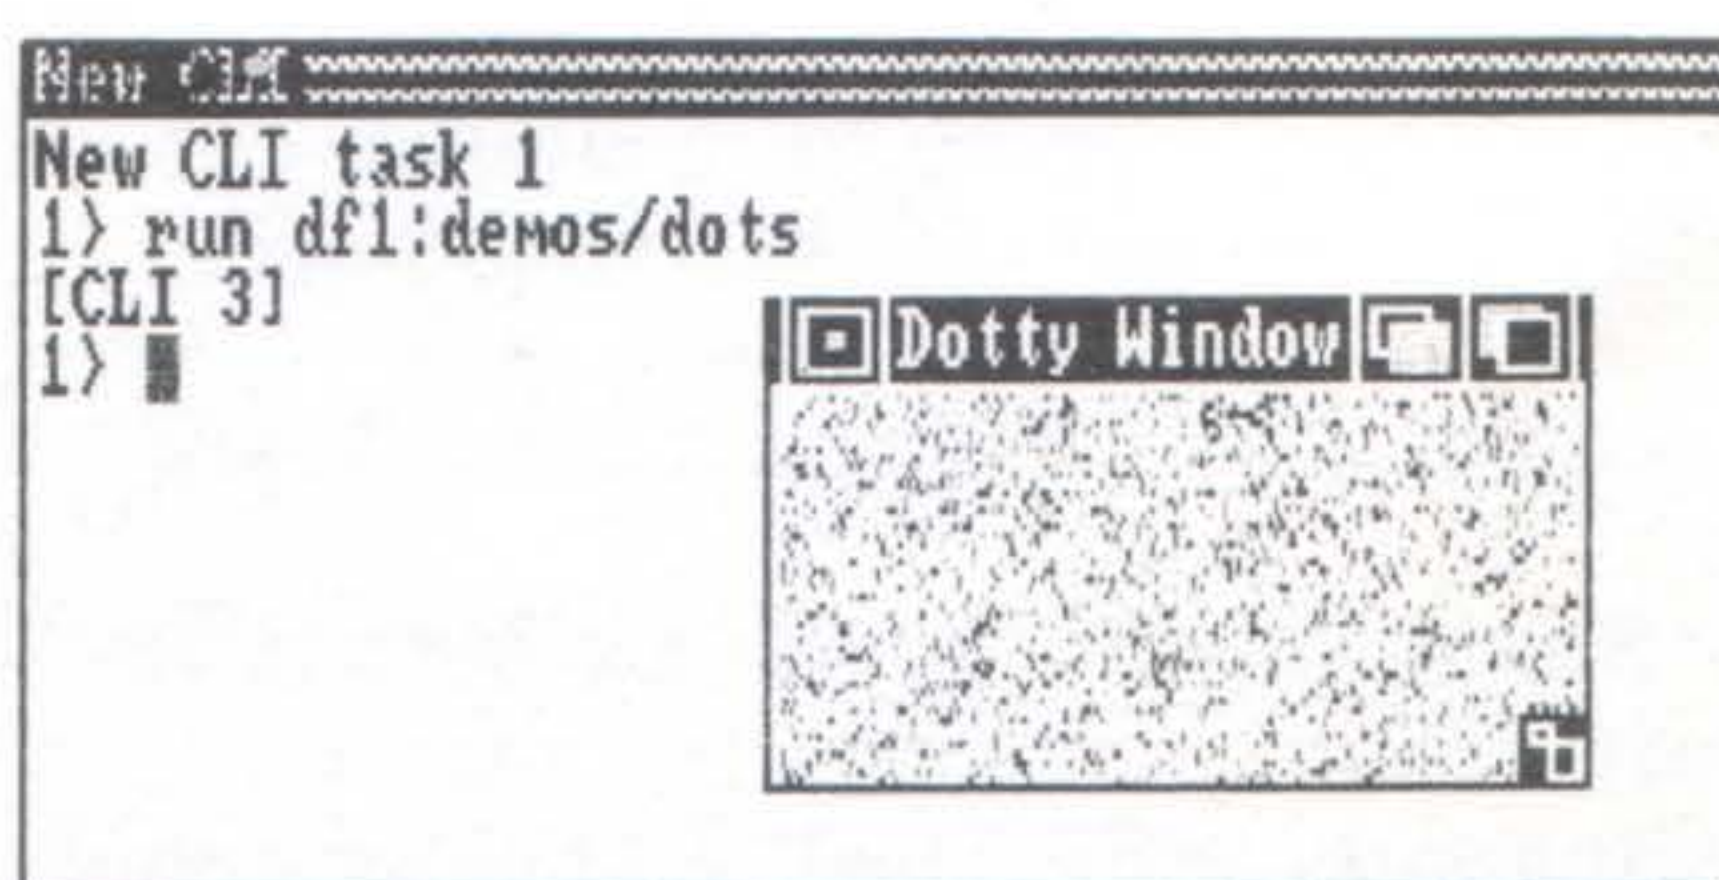 New CLI
New CLI task 1
1> run df1:demos/dots
[CLI 3]
1>
Dotty Window